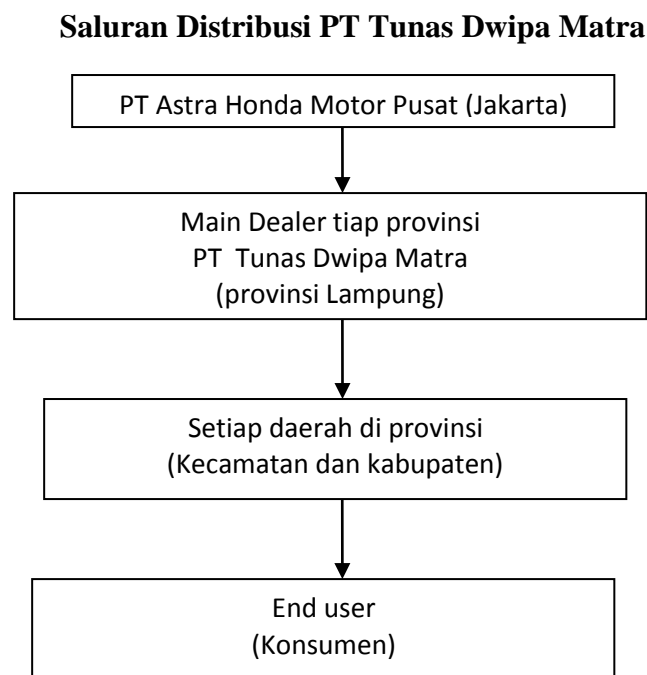 Saluran Distribusi PT Tunas Dwipa Matra
PT Astra Honda Motor Pusat (Jakarta)
Main Dealer tiap provinsi
PT Tunas Dwipa Matra
(provinsi Lampung)
Setiap daerah di provinsi
(Kecamatan dan kabupaten)
End user
(Konsumen)